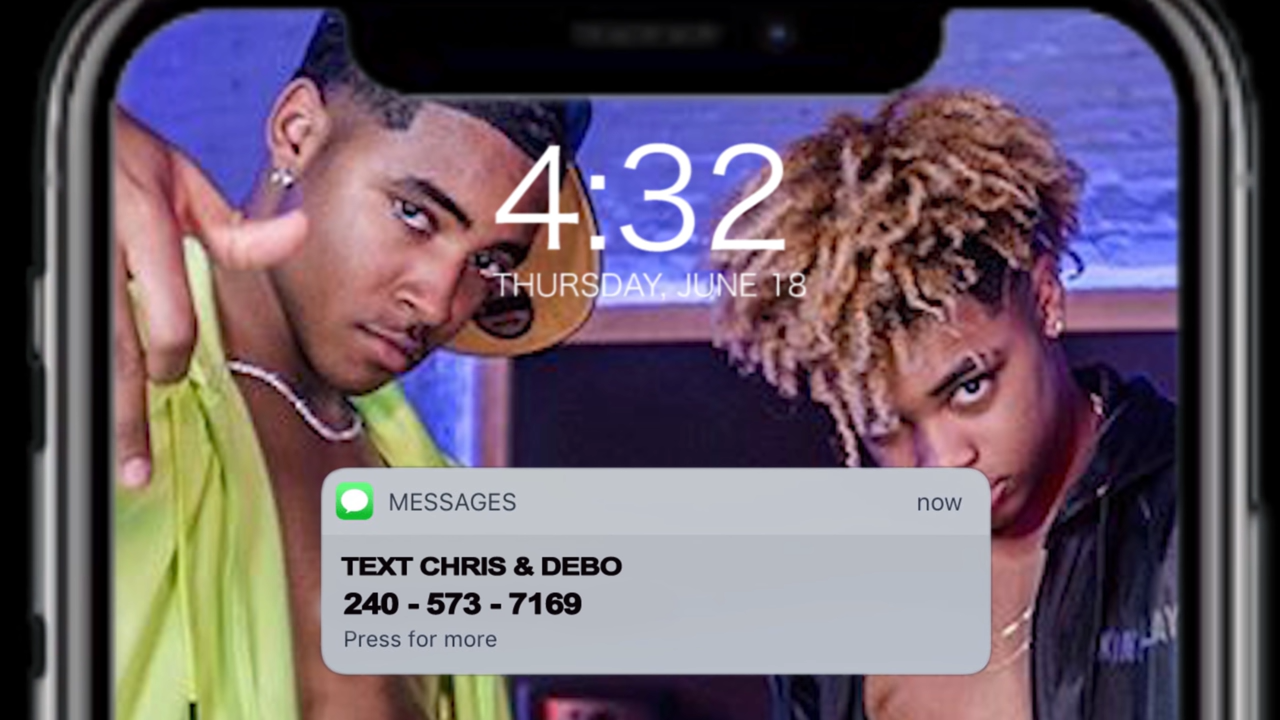 4:32
THURSDAY, JUNE 18
MESSAGES now
TEXT CHRIS & DEBO
240 - 573 - 7169
Press for more